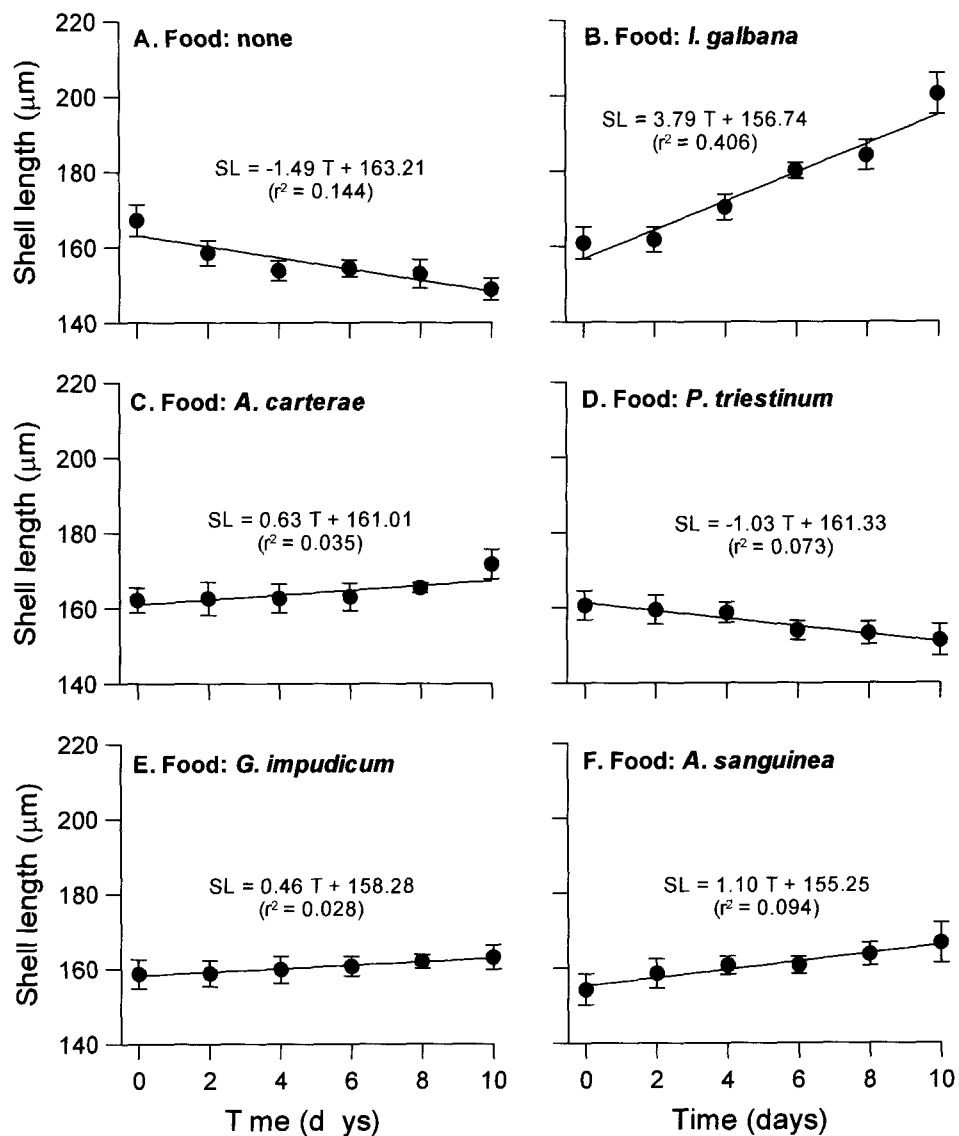 A. Food: none
SL = -1.49 T + 163.21
(r² = 0.144)
Shell length (μm)
220
200
180
160
140
B. Food: I. galbana
SL = 3.79 T + 156.74
(r² = 0.406)
C. Food: A. carterae
SL = 0.63 T + 161.01
(r² = 0.035)
Shell length (μm)
220
200
180
160
140
D. Food: P. triestinum
SL = -1.03 T + 161.33
(r² = 0.073)
E. Food: G. impudicum
SL = 0.46 T + 158.28
(r² = 0.028)
Shell length (μm)
220
200
180
160
140
0 2 4 6 8 10
T me (d ys)
F. Food: A. sanguinea
SL = 1.10 T + 155.25
(r² = 0.094)
0 2 4 6 8 10
Time (days)